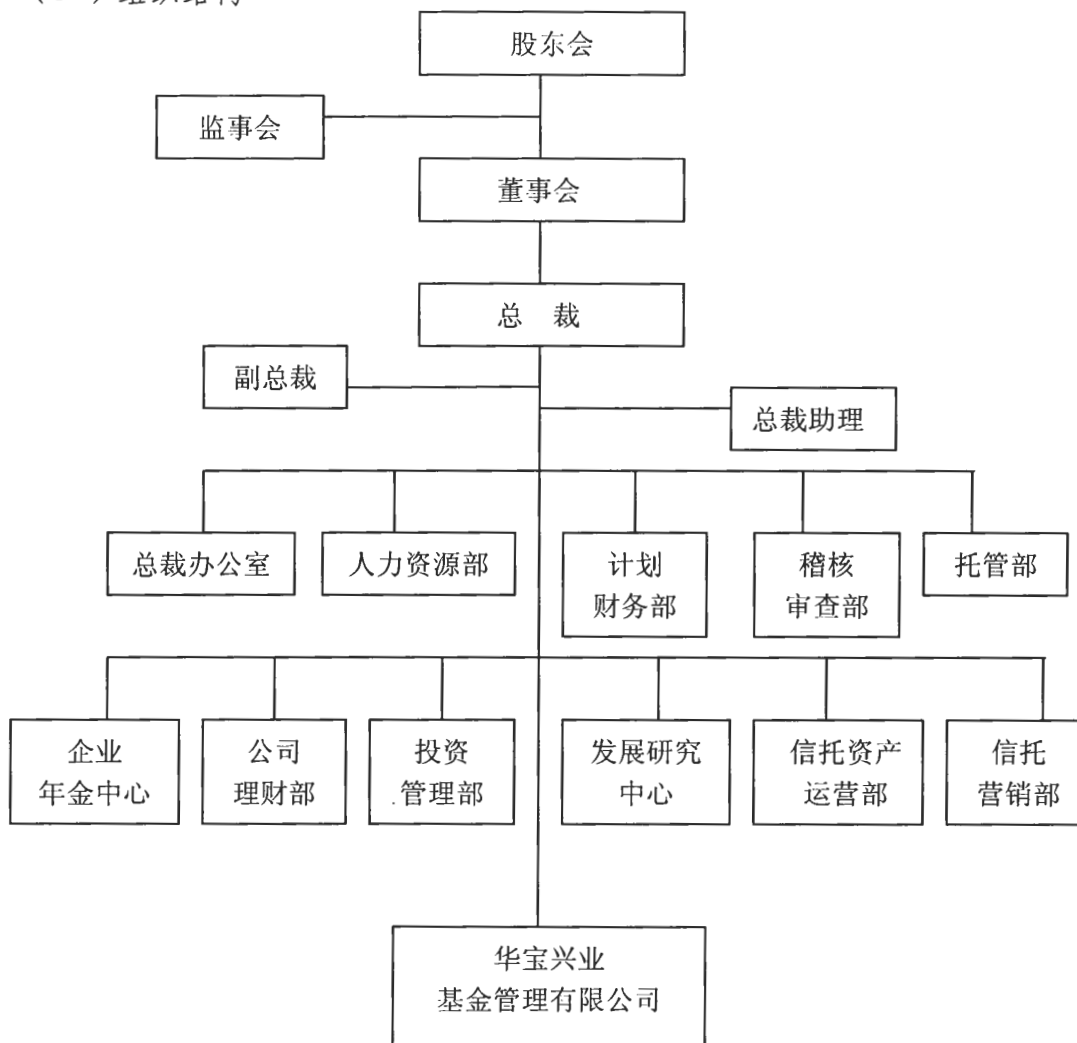 股东会
监事会
董事会
总 裁
副总裁
总裁助理
总裁办公室
人力资源部
计划
财务部
稽核
审查部
托管部
企业
年金中心
公司
理财部
投资
管理部
发展研究
中心
信托资产
运营部
信托
营销部
华宝兴业
基金管理有限公司